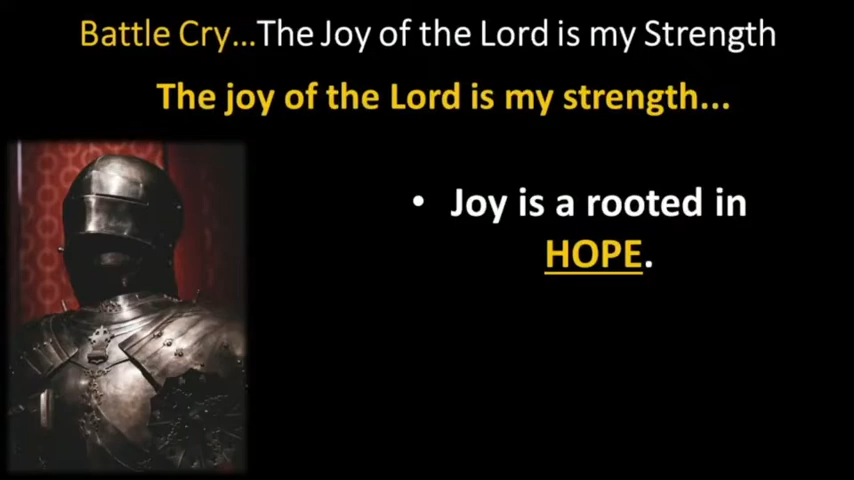 Battle Cry...The Joy of the Lord is my Strength
The joy of the Lord is my strength...
• Joy is a rooted in
HOPE.